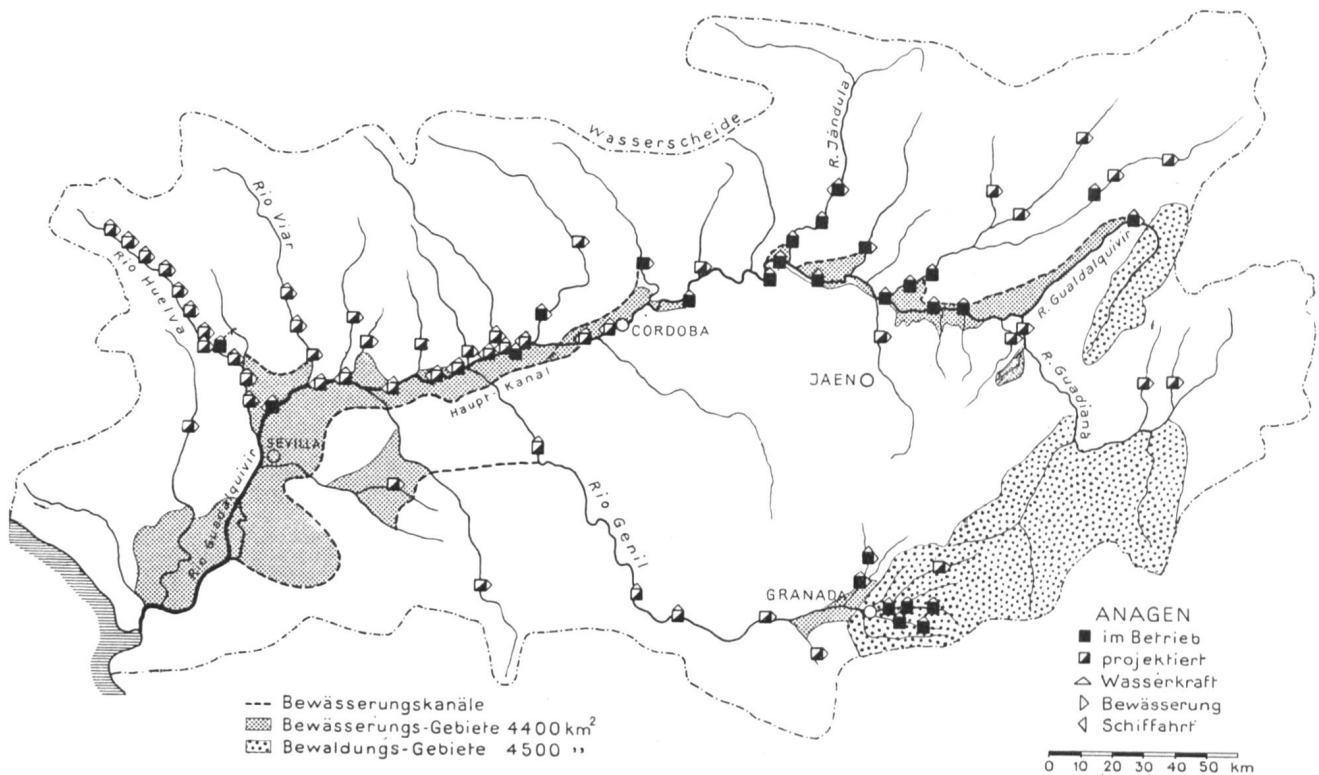 Wasserscheide
R. Jándula
Rio Viar
Rio Huelva
R. Gualdalquivir
CORDOBA
Haupt-Kanal
JAEN
R. Guadiana
SEVILLA
Rio Guadalquivir
Rio Genil
GRANADA
ANAGEN
im Betrieb
projektiert
Wasserkraft
Bewässerung
Schiffahrt
Bewässerungskanäle
Bewässerungs-Gebiete 4400 km²
Bewaldungs-Gebiete 4500 "
0 10 20 30 40 50 km